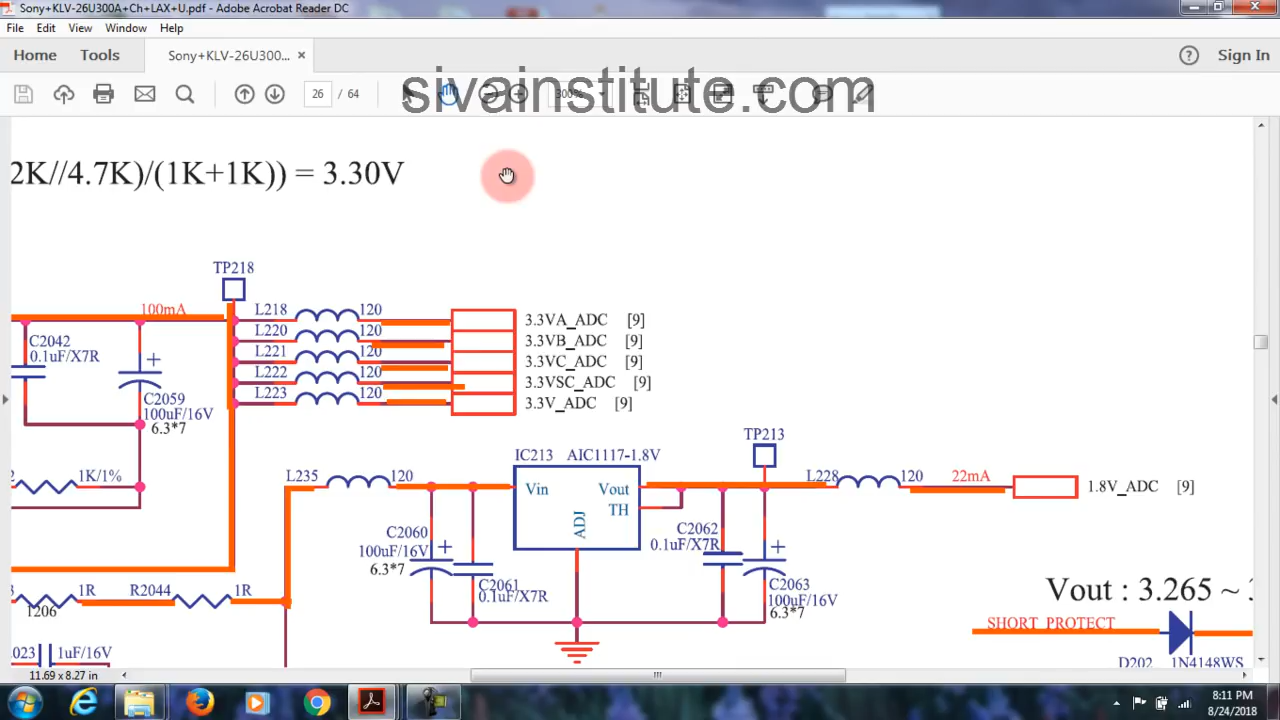 Sony+KLV-26U300A+Ch+LAX+U.pdf - Adobe Acrobat Reader DC
File Edit View Window Help
Home Tools Sony+KLV-26U300... × ? Sign In
26 / 64 300%
sivainstitute.com
2K//4.7K)/(1K+1K)) = 3.30V
TP218
100mA
L218 120 3.3VA_ADC [9]
L220 120 3.3VB_ADC [9]
L221 120 3.3VC_ADC [9]
L222 120 3.3VSC_ADC [9]
L223 120 3.3V_ADC [9]
C2042
0.1uF/X7R
+
C2059
100uF/16V
6.3*7
1K/1%
TP213
IC213 AIC1117-1.8V
L235 120
Vin Vout
TH
ADJ
L228 120 22mA 1.8V_ADC [9]
C2060
100uF/16V
6.3*7
+
C2061
0.1uF/X7R
C2062
0.1uF/X7R
+
C2063
100uF/16V
6.3*7
1R R2044 1R
1206
023 1uF/16V
Vout : 3.265 ~
SHORT PROTECT
D202 1N4148WS
11.69 x 8.27 in
8:11 PM
8/24/2018